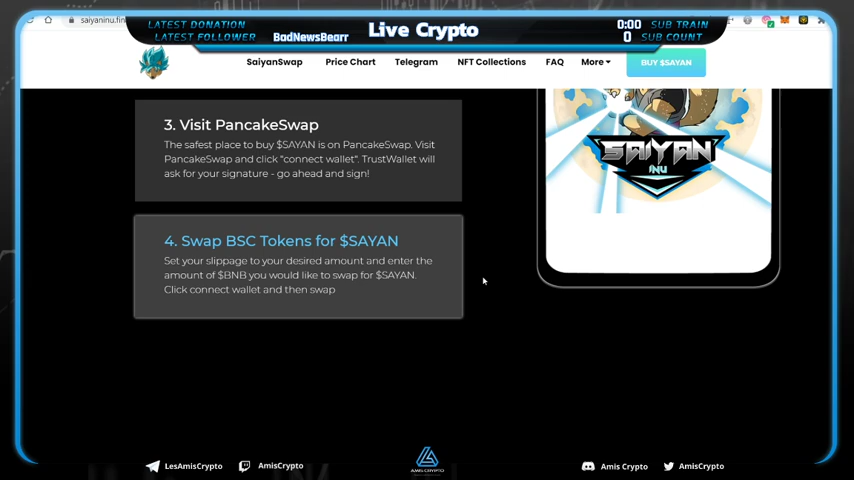 saiyaninu.fin
LATEST DONATION
LATEST FOLLOWER BadNewsBearr
Live Crypto
0:00 SUB TRAIN
0 SUB COUNT
SaiyanSwap Price Chart Telegram NFT Collections FAQ More BUY $SAYAN
3. Visit PancakeSwap
The safest place to buy $SAYAN is on PancakeSwap. Visit
PancakeSwap and click "connect wallet". TrustWallet will
ask for your signature - go ahead and sign!
SAIYAN
INU
4. Swap BSC Tokens for $SAYAN
Set your slippage to your desired amount and enter the
amount of $BNB you would like to swap for $SAYAN.
Click connect wallet and then swap
LesAmisCrypto AmisCrypto AMIS CRYPTO Amis Crypto AmisCrypto